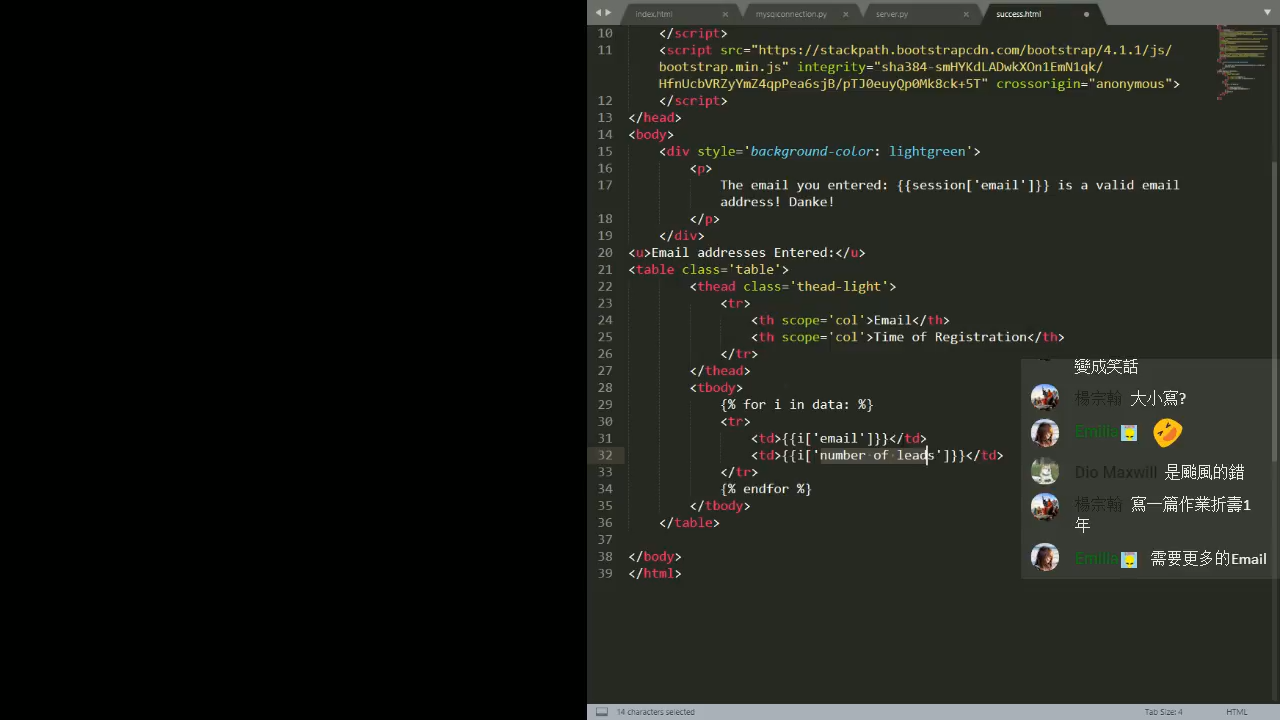 index.html × mysqlconnection.py × server.py × success.html
10 </script>
11 <script src="https://stackpath.bootstrapcdn.com/bootstrap/4.1.1/js/
bootstrap.min.js" integrity="sha384-smHYKdLADwkXOn1EmN1qk/
HfnUcbVRZyYmZ4qpPea6sjB/pTJ0euyQp0Mk8ck+5T" crossorigin="anonymous">
12 </script>
13 </head>
14 <body>
15 <div style='background-color: lightgreen'>
16 <p>
17 The email you entered: {{session['email']}} is a valid email
address! Danke!
18 </p>
19 </div>
20 <u>Email addresses Entered:</u>
21 <table class='table'>
22 <thead class='thead-light'>
23 <tr>
24 <th scope='col'>Email</th>
25 <th scope='col'>Time of Registration</th>
26 </tr>
27 </thead>
28 <tbody>
29 {% for i in data: %}
30 <tr>
31 <td>{{i['email']}}</td>
32 <td>{{i['number of leads']}}</td>
33 </tr>
34 {% endfor %}
35 </tbody>
36 </table>
37
38 </body>
39 </html>
變成笑話
楊宗翰 大小寫?
Emilia
Dio Maxwill 是颱風的錯
楊宗翰 寫一篇作業折壽1
年
Emilia 需要更多的Email
14 characters selected
Tab Size: 4
HTML